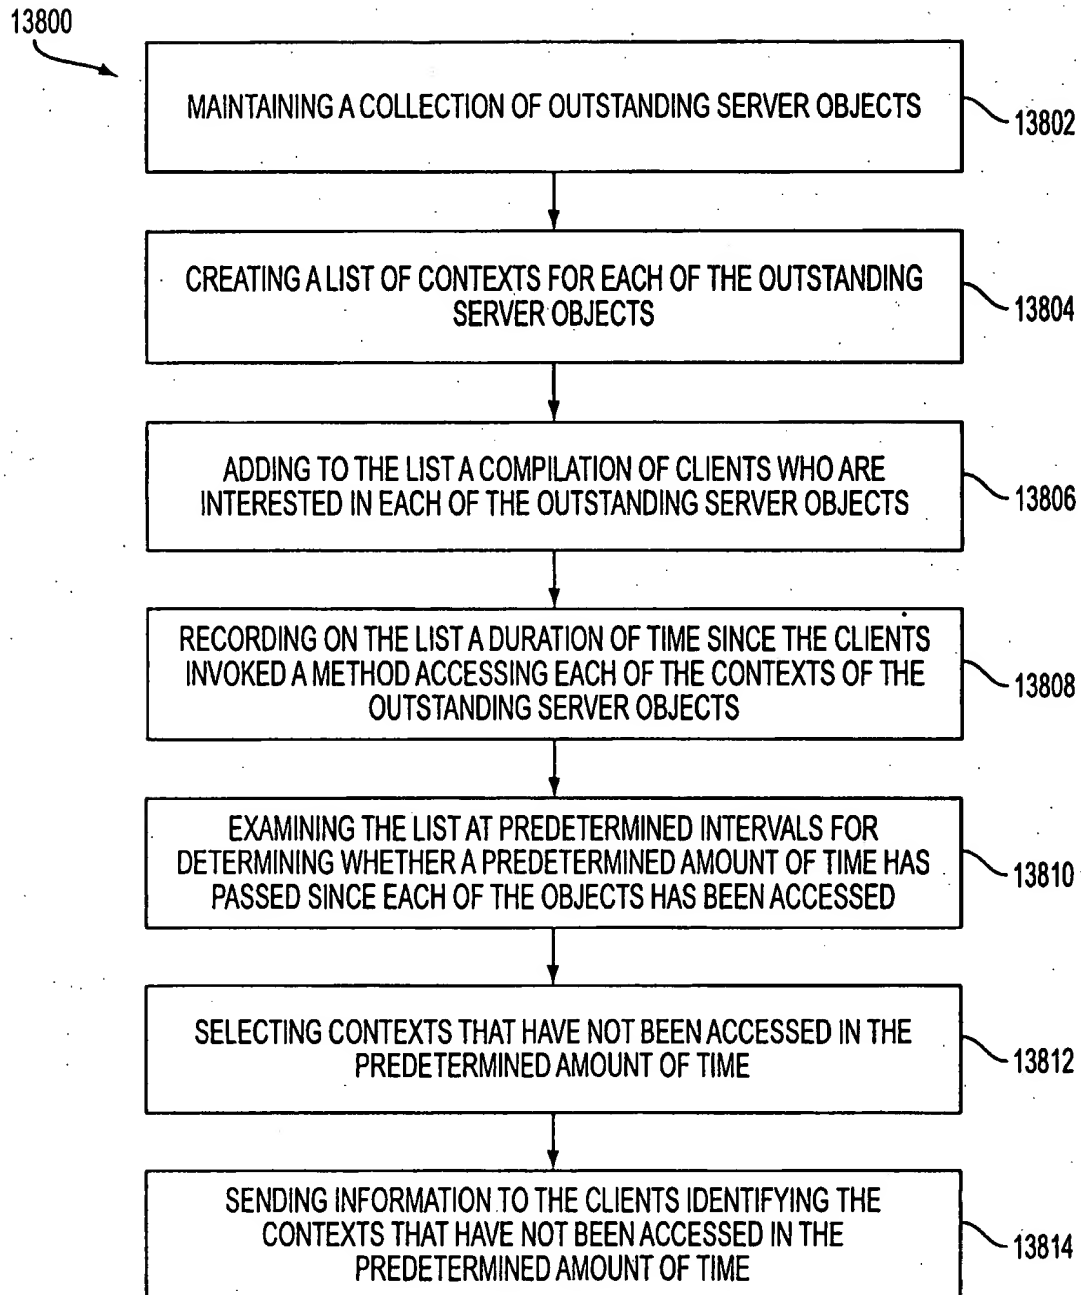 13800
MAINTAINING A COLLECTION OF OUTSTANDING SERVER OBJECTS
13802
CREATING A LIST OF CONTEXTS FOR EACH OF THE OUTSTANDING
SERVER OBJECTS
13804
ADDING TO THE LIST A COMPILATION OF CLIENTS WHO ARE
INTERESTED IN EACH OF THE OUTSTANDING SERVER OBJECTS
13806
RECORDING ON THE LIST A DURATION OF TIME SINCE THE CLIENTS
INVOKED A METHOD ACCESSING EACH OF THE CONTEXTS OF THE
OUTSTANDING SERVER OBJECTS
13808
EXAMINING THE LIST AT PREDETERMINED INTERVALS FOR
DETERMINING WHETHER A PREDETERMINED AMOUNT OF TIME HAS
PASSED SINCE EACH OF THE OBJECTS HAS BEEN ACCESSED
13810
SELECTING CONTEXTS THAT HAVE NOT BEEN ACCESSED IN THE
PREDETERMINED AMOUNT OF TIME
13812
SENDING INFORMATION TO THE CLIENTS IDENTIFYING THE
CONTEXTS THAT HAVE NOT BEEN ACCESSED IN THE
PREDETERMINED AMOUNT OF TIME
13814